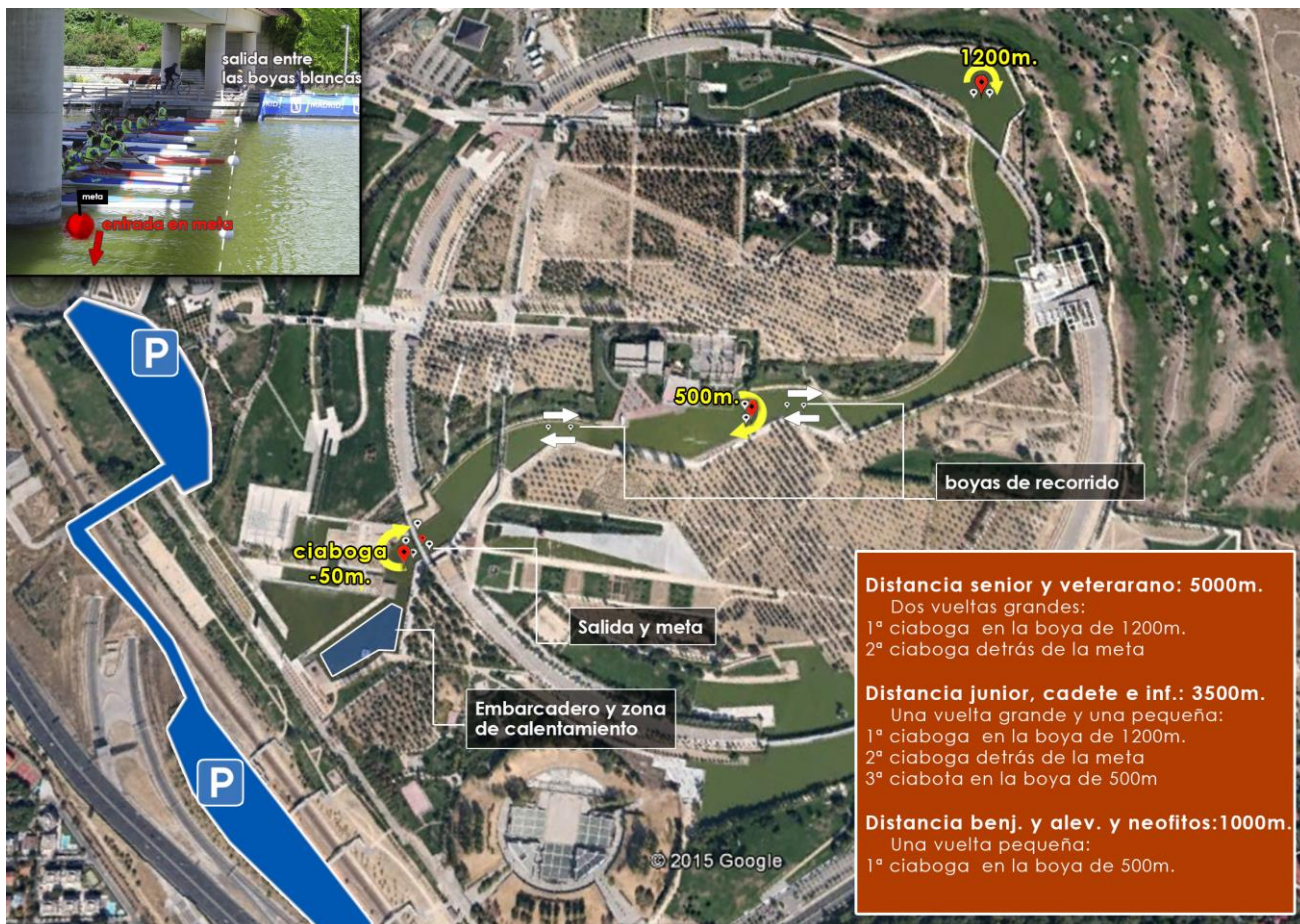 salida entre
las boyas blancas
meta
entrada en meta
1200m.
P
500m.
boyas de recorrido
ciaboga
-50m.
Salida y meta
Embarcadero y zona
de calentamiento
P
© 2015 Google
Distancia senior y veterarano: 5000m.
Dos vueltas grandes:
1ª ciaboga en la boya de 1200m.
2ª ciaboga detrás de la meta
Distancia junior, cadete e inf.: 3500m.
Una vuelta grande y una pequeña:
1ª ciaboga en la boya de 1200m.
2ª ciaboga detrás de la meta
3ª ciabota en la boya de 500m
Distancia benj. y alev. y neofitos:1000m.
Una vuelta pequeña:
1ª ciaboga en la boya de 500m.